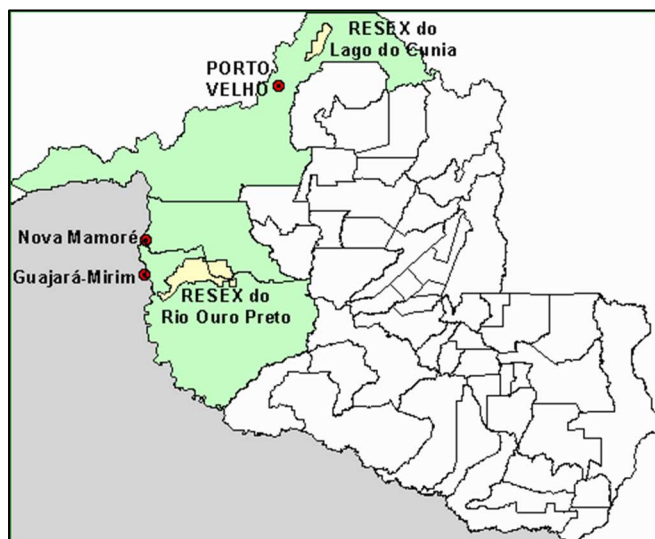 RESEX do
Lago do Cunia
PORTO
VELHO
Nova Mamoré
Guajará-Mirim
RESEX do
Rio Ouro Preto